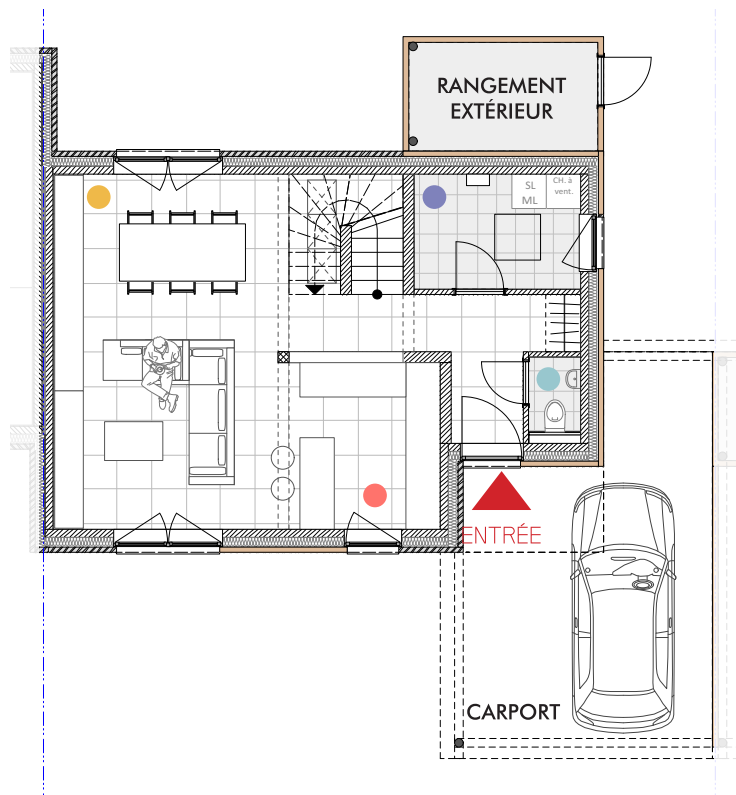 RANGEMENT
EXTÉRIEUR
SL
ML
CH. à
vent.
ENTRÉE
CARPORT